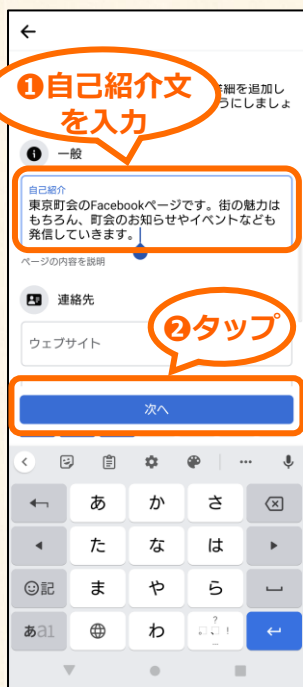 ❶自己紹介文
を入力
詳細を追加し
うにしましょ
一般
自己紹介
東京町会のFacebookページです。街の魅力は
もちろん、町会のお知らせやイベントなども
発信していきます。
ページの内容を説明
連絡先
❷タップ
ウェブサイト
次へ
あ
か
さ
た
な
は
☺記
ま
や
ら
あa1
わ
?
!